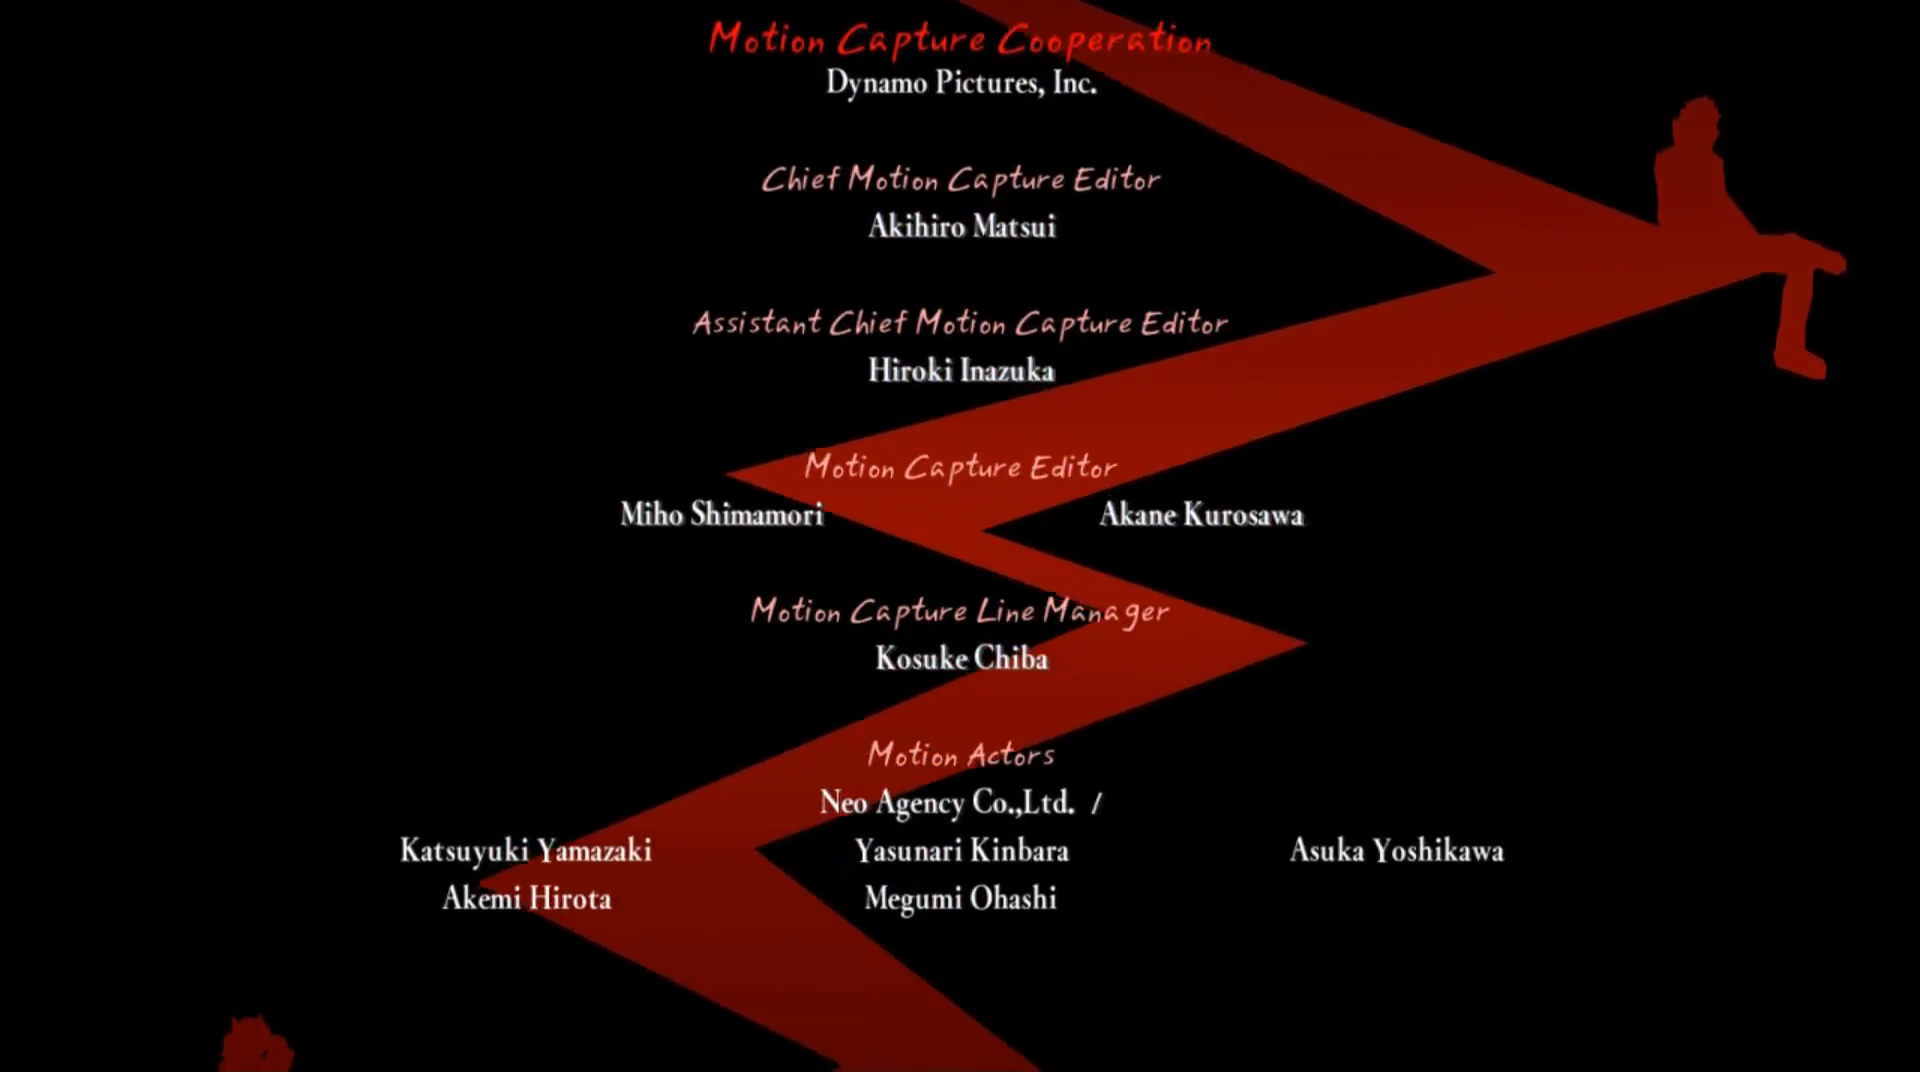 Motion Capture Cooperation
Dynamo Pictures, Inc.
Chief Motion Capture Editor
Akihiro Matsui
Assistant Chief Motion Capture Editor
Hiroki Inazuka
Motion Capture Editor
Miho Shimamori Akane Kurosawa
Motion Capture Line Manager
Kosuke Chiba
Motion Actors
Neo Agency Co.,Ltd. /
Katsuyuki Yamazaki Yasunari Kinbara Asuka Yoshikawa
Akemi Hirota Megumi Ohashi